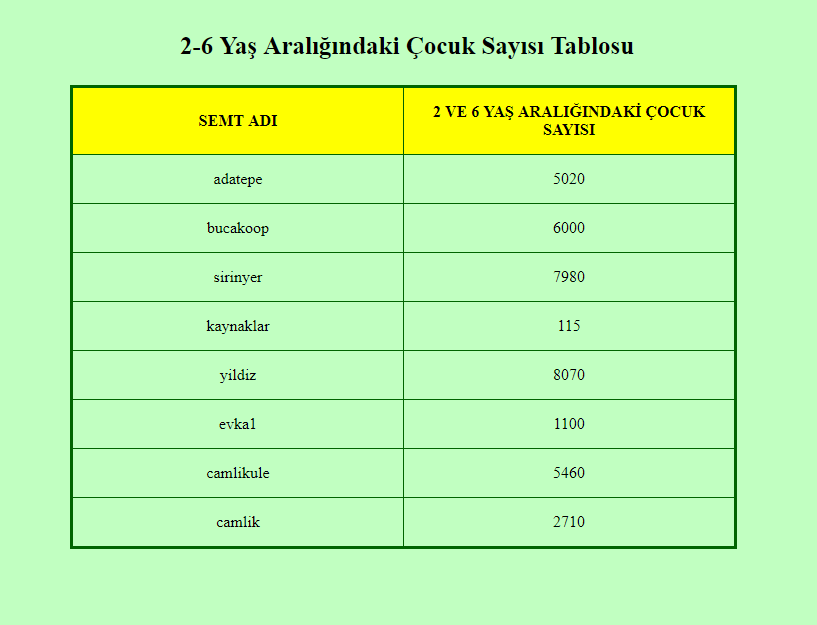 2-6 Yaş Aralığındaki Çocuk Sayısı Tablosu
SEMT ADI
2 VE 6 YAŞ ARALIĞINDAKİ ÇOCUK
SAYISI
adatepe 5020
bucakoop 6000
sirinyer 7980
kaynaklar 115
yildiz 8070
evka1 1100
camlikule 5460
camlik 2710